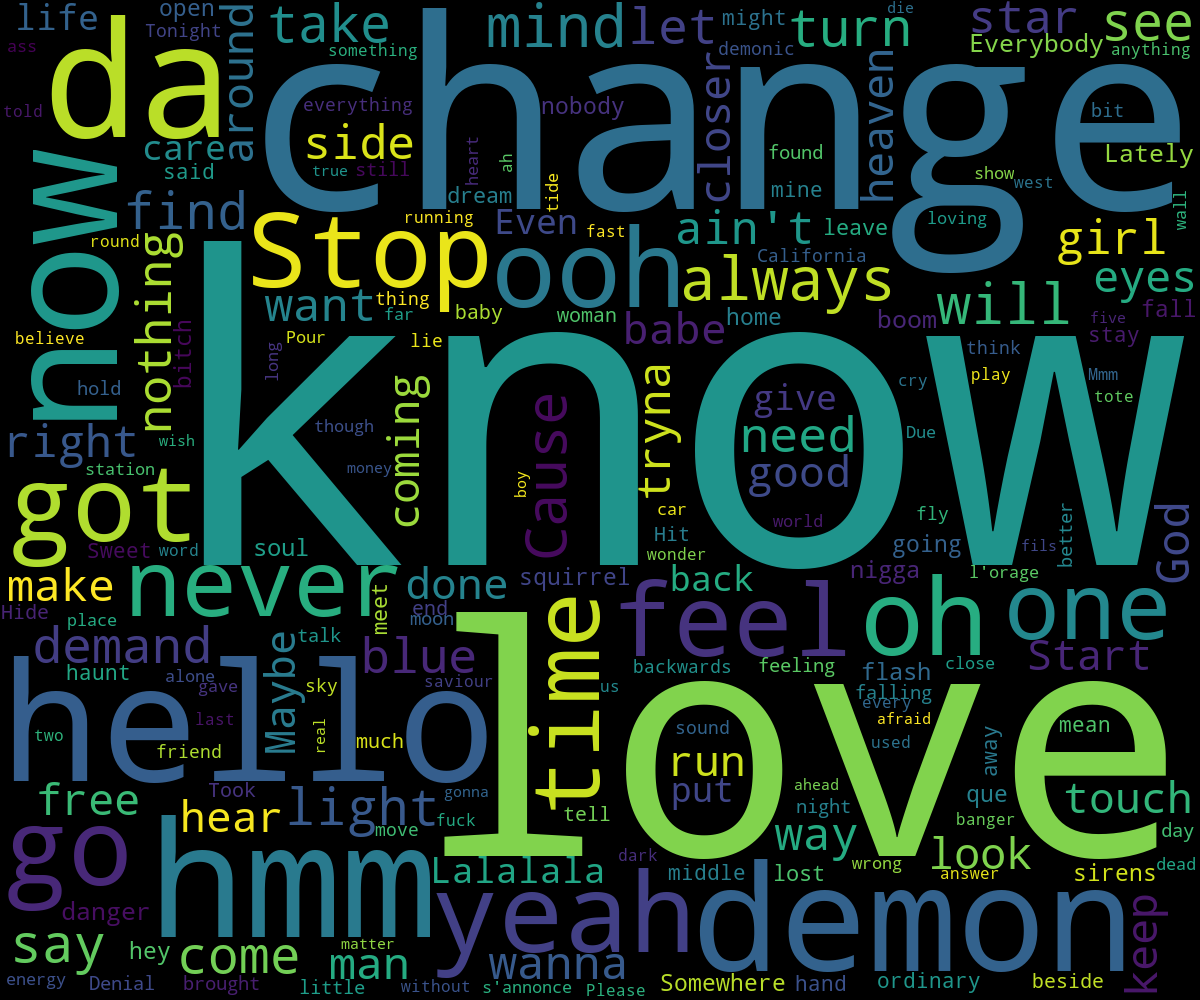 life
open
Tonight
around
take
something
mind
let
might
demonic
turn
die
star
Everybody
see
anything
ass
told
da
change
everything
nobody
closer
heaven
bit
Lately
care
said
side
true
still
heart
ah
tide
found
mine
show
west
wall
now
find
round
dream
running
Even
fast
ain't
leave
loving
girl
Stop
ooh
California
always
eyes
nothing
want
thing
far
baby
woman
babe
home
boom
will
five
stay
fall
believe
bitch
long
Pour
lie
know
think
play
Mmm
tote
hold
right
wish
station
though
money
coming
boy
cause
tryna
give
need
good
cry
Due
got
Sweet
word
soul
car
Hit
wonder
world
fly
going
better
fils
God
make
never
done
squirrel
back
nigga
l'orage
Hide
place
talk
meet
end
mooh
feel
oh
one
demand
haunt
alone
gave
Maybe
blue
saviour
sky
time
us
backwards
feeling
flash
falling
every
close
Start
hello
love
two
last
friend
real
much
sound
run
put
afraid
used
away
mean
free
Took
light
gonna
hear
move
fuck
tell
ahead
night
que
banger
touch
day
go
hmm
Lalalala
dark
way
wrong
look
answer
sirens
dead
danger
yeah
middle
lost
demon
keep
say
hey
come
matter
man
wanna
energy
Denial
brought
little
without
s'annonce
Please
Somewhere
hand
ordinary
beside